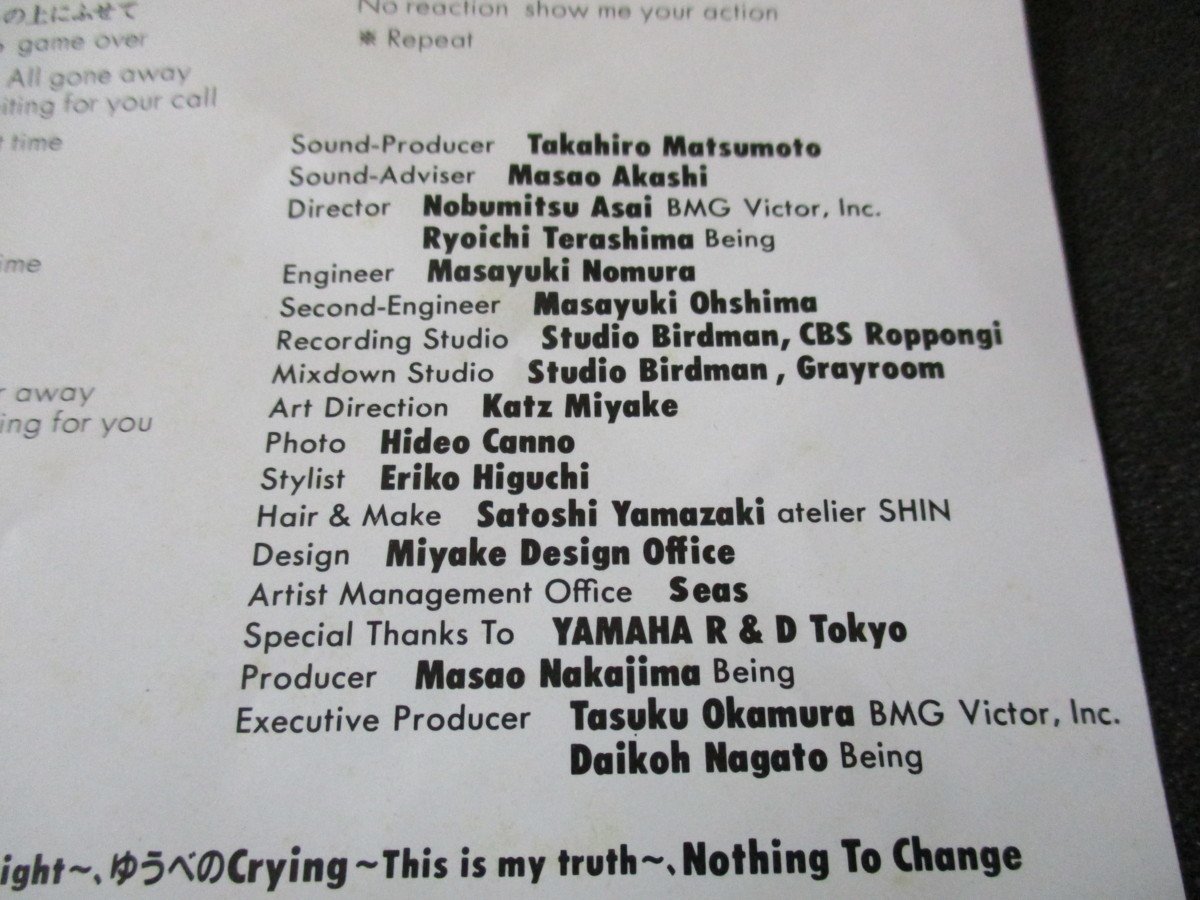 の上にふせて
game over
All gone away
iting for your call
time
ime
away
ing for you
No reaction show me your action
※ Repeat
Sound-Producer Takahiro Matsumoto
Sound-Adviser Masao Akashi
Director Nobumitsu Asai BMG Victor, Inc.
Ryoichi Terashima Being
Engineer Masayuki Nomura
Second-Engineer Masayuki Ohshima
Recording Studio Studio Birdman, CBS Roppongi
Mixdown Studio Studio Birdman, Grayroom
Art Direction Katz Miyake
Photo Hideo Canno
Stylist Eriko Higuchi
Hair & Make Satoshi Yamazaki atelier SHIN
Design Miyake Design Office
Artist Management Office Seas
Special Thanks To YAMAHA R & D Tokyo
Producer Masao Nakajima Being
Executive Producer Tasuku Okamura BMG Victor, Inc.
Daikoh Nagato Being
ight～、ゆうべのCrying～This is my truth～、Nothing To Change